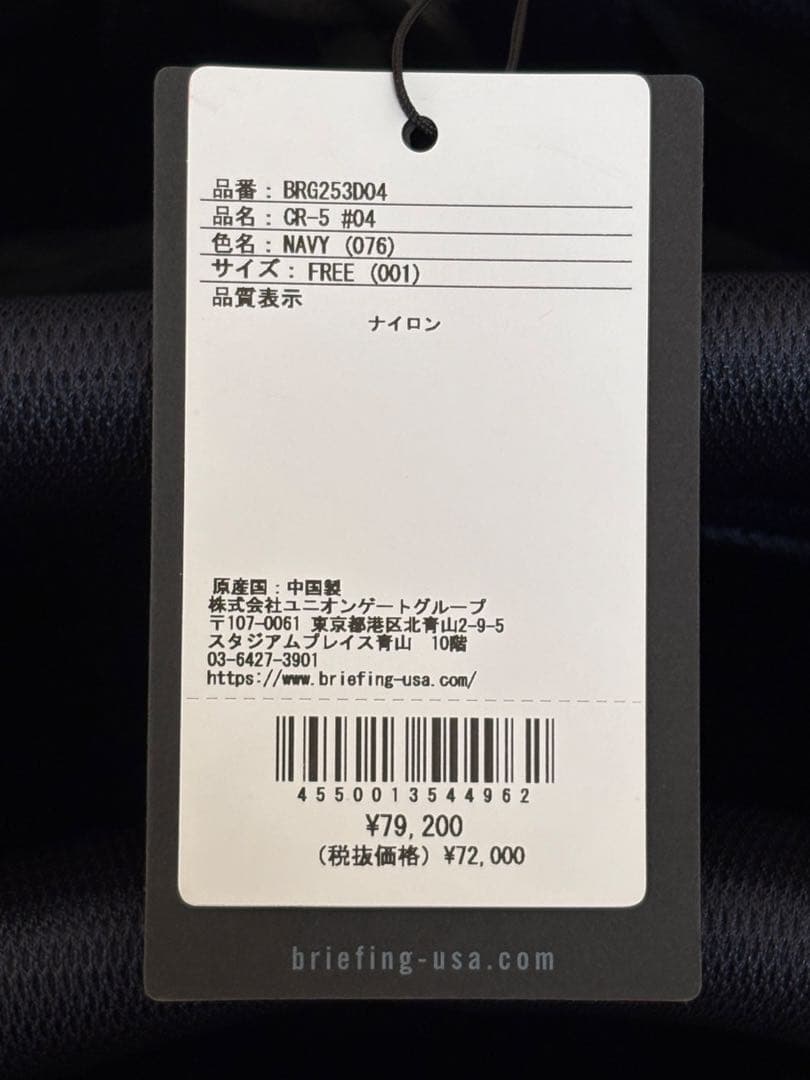 品番：BRG253D04
品名：CR-5 #04
色名：NAVY (076)
サイズ：FREE (001)
品質表示
ナイロン
原産国：中国製
株式会社ユニオンゲートグループ
〒107-0061 東京都港区北青山2-9-5
スタジアムプレイス青山 10階
03-6427-3901
https://www.briefing-usa.com/
4550013544962
¥79,200
(税抜価格) ¥72,000
briefing-usa.com